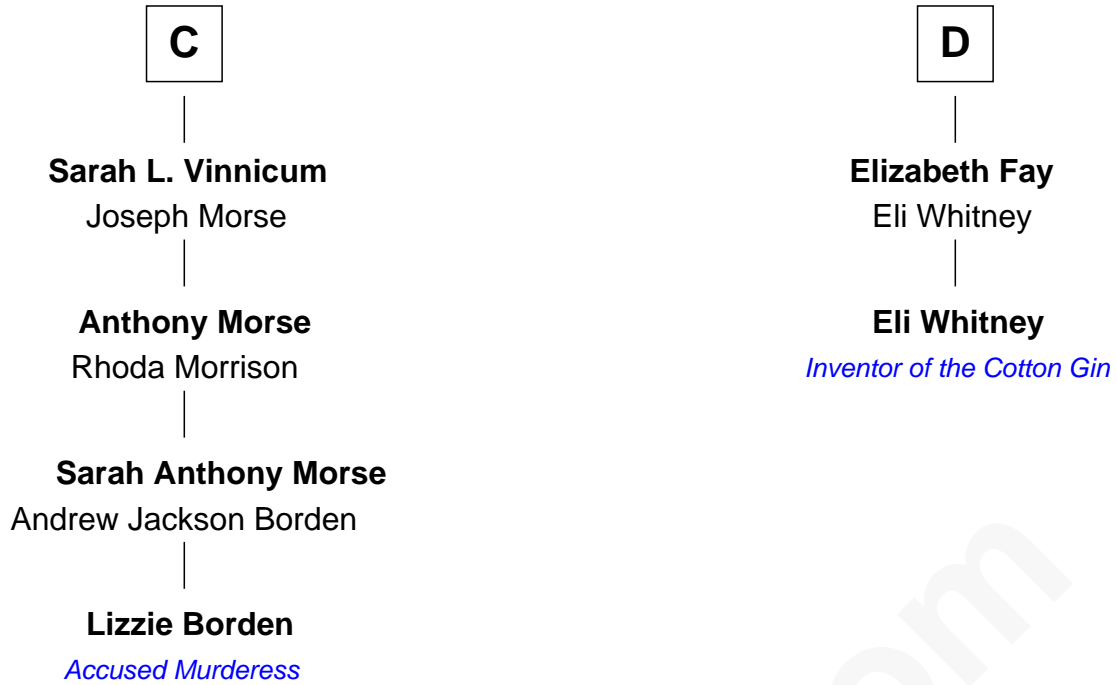 C
Sarah L. Vinnicum
Joseph Morse
Anthony Morse
Rhoda Morrison
Sarah Anthony Morse
Andrew Jackson Borden
Lizzie Borden
Accused Murderess
D
Elizabeth Fay
Eli Whitney
Eli Whitney
Inventor of the Cotton Gin
om